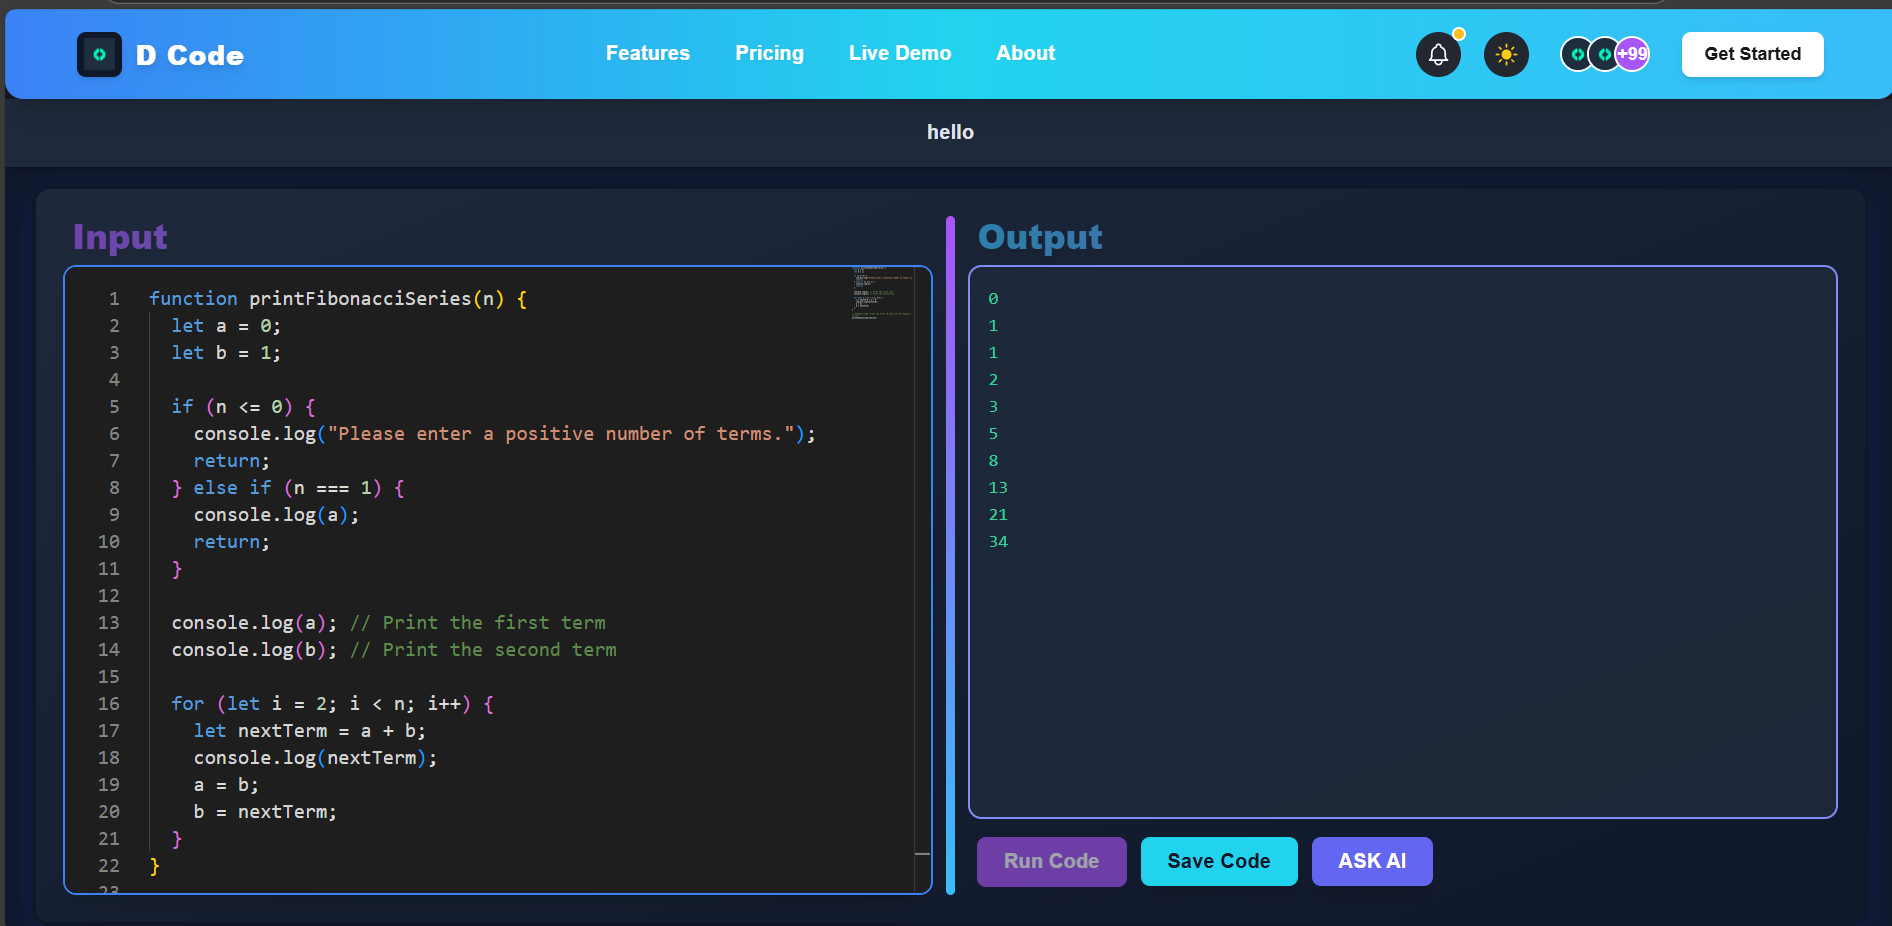 D Code
Features Pricing Live Demo About
+99
Get Started
hello
Input
1 function printFibonacciSeries(n) {
2 let a = 0;
3 let b = 1;
4
5 if (n <= 0) {
6 console.log("Please enter a positive number of terms.");
7 return;
8 } else if (n === 1) {
9 console.log(a);
10 return;
11 }
12
13 console.log(a); // Print the first term
14 console.log(b); // Print the second term
15
16 for (let i = 2; i < n; i++) {
17 let nextTerm = a + b;
18 console.log(nextTerm);
19 a = b;
20 b = nextTerm;
21 }
22 }
23
Output
0
1
1
2
3
5
8
13
21
34
Run Code Save Code ASK AI